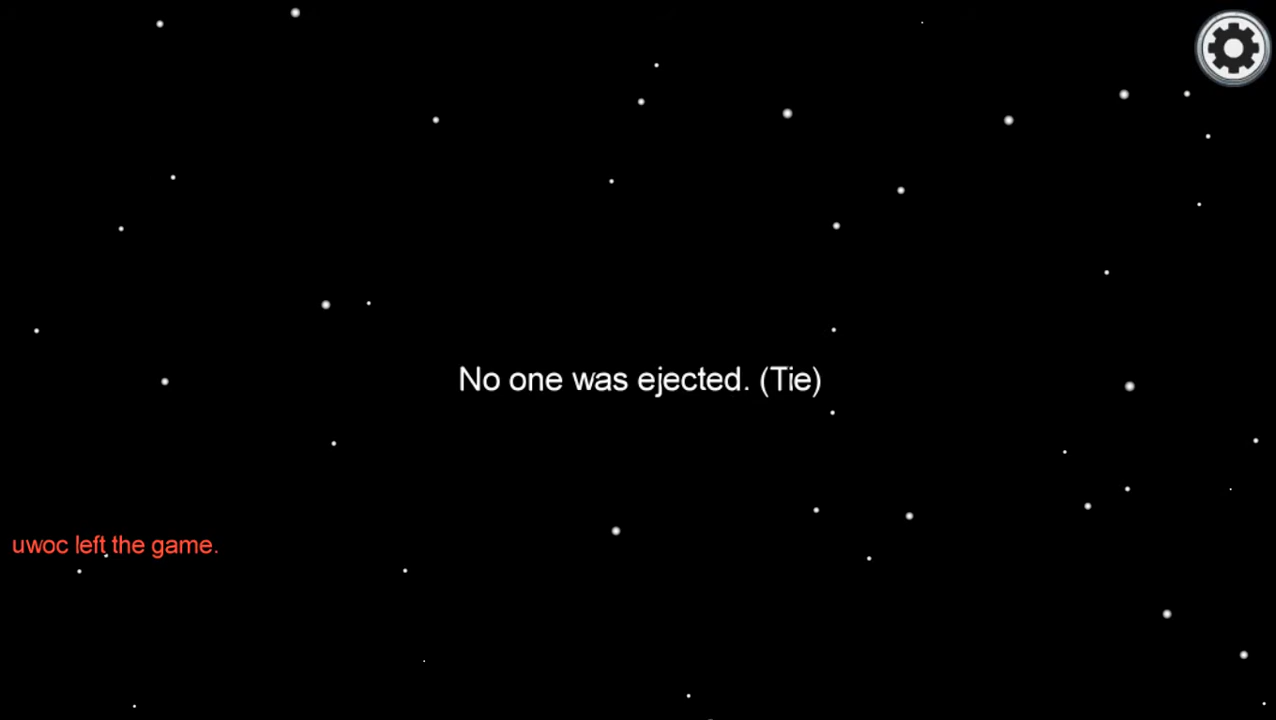 No one was ejected. (Tie)
uwoc left the game.